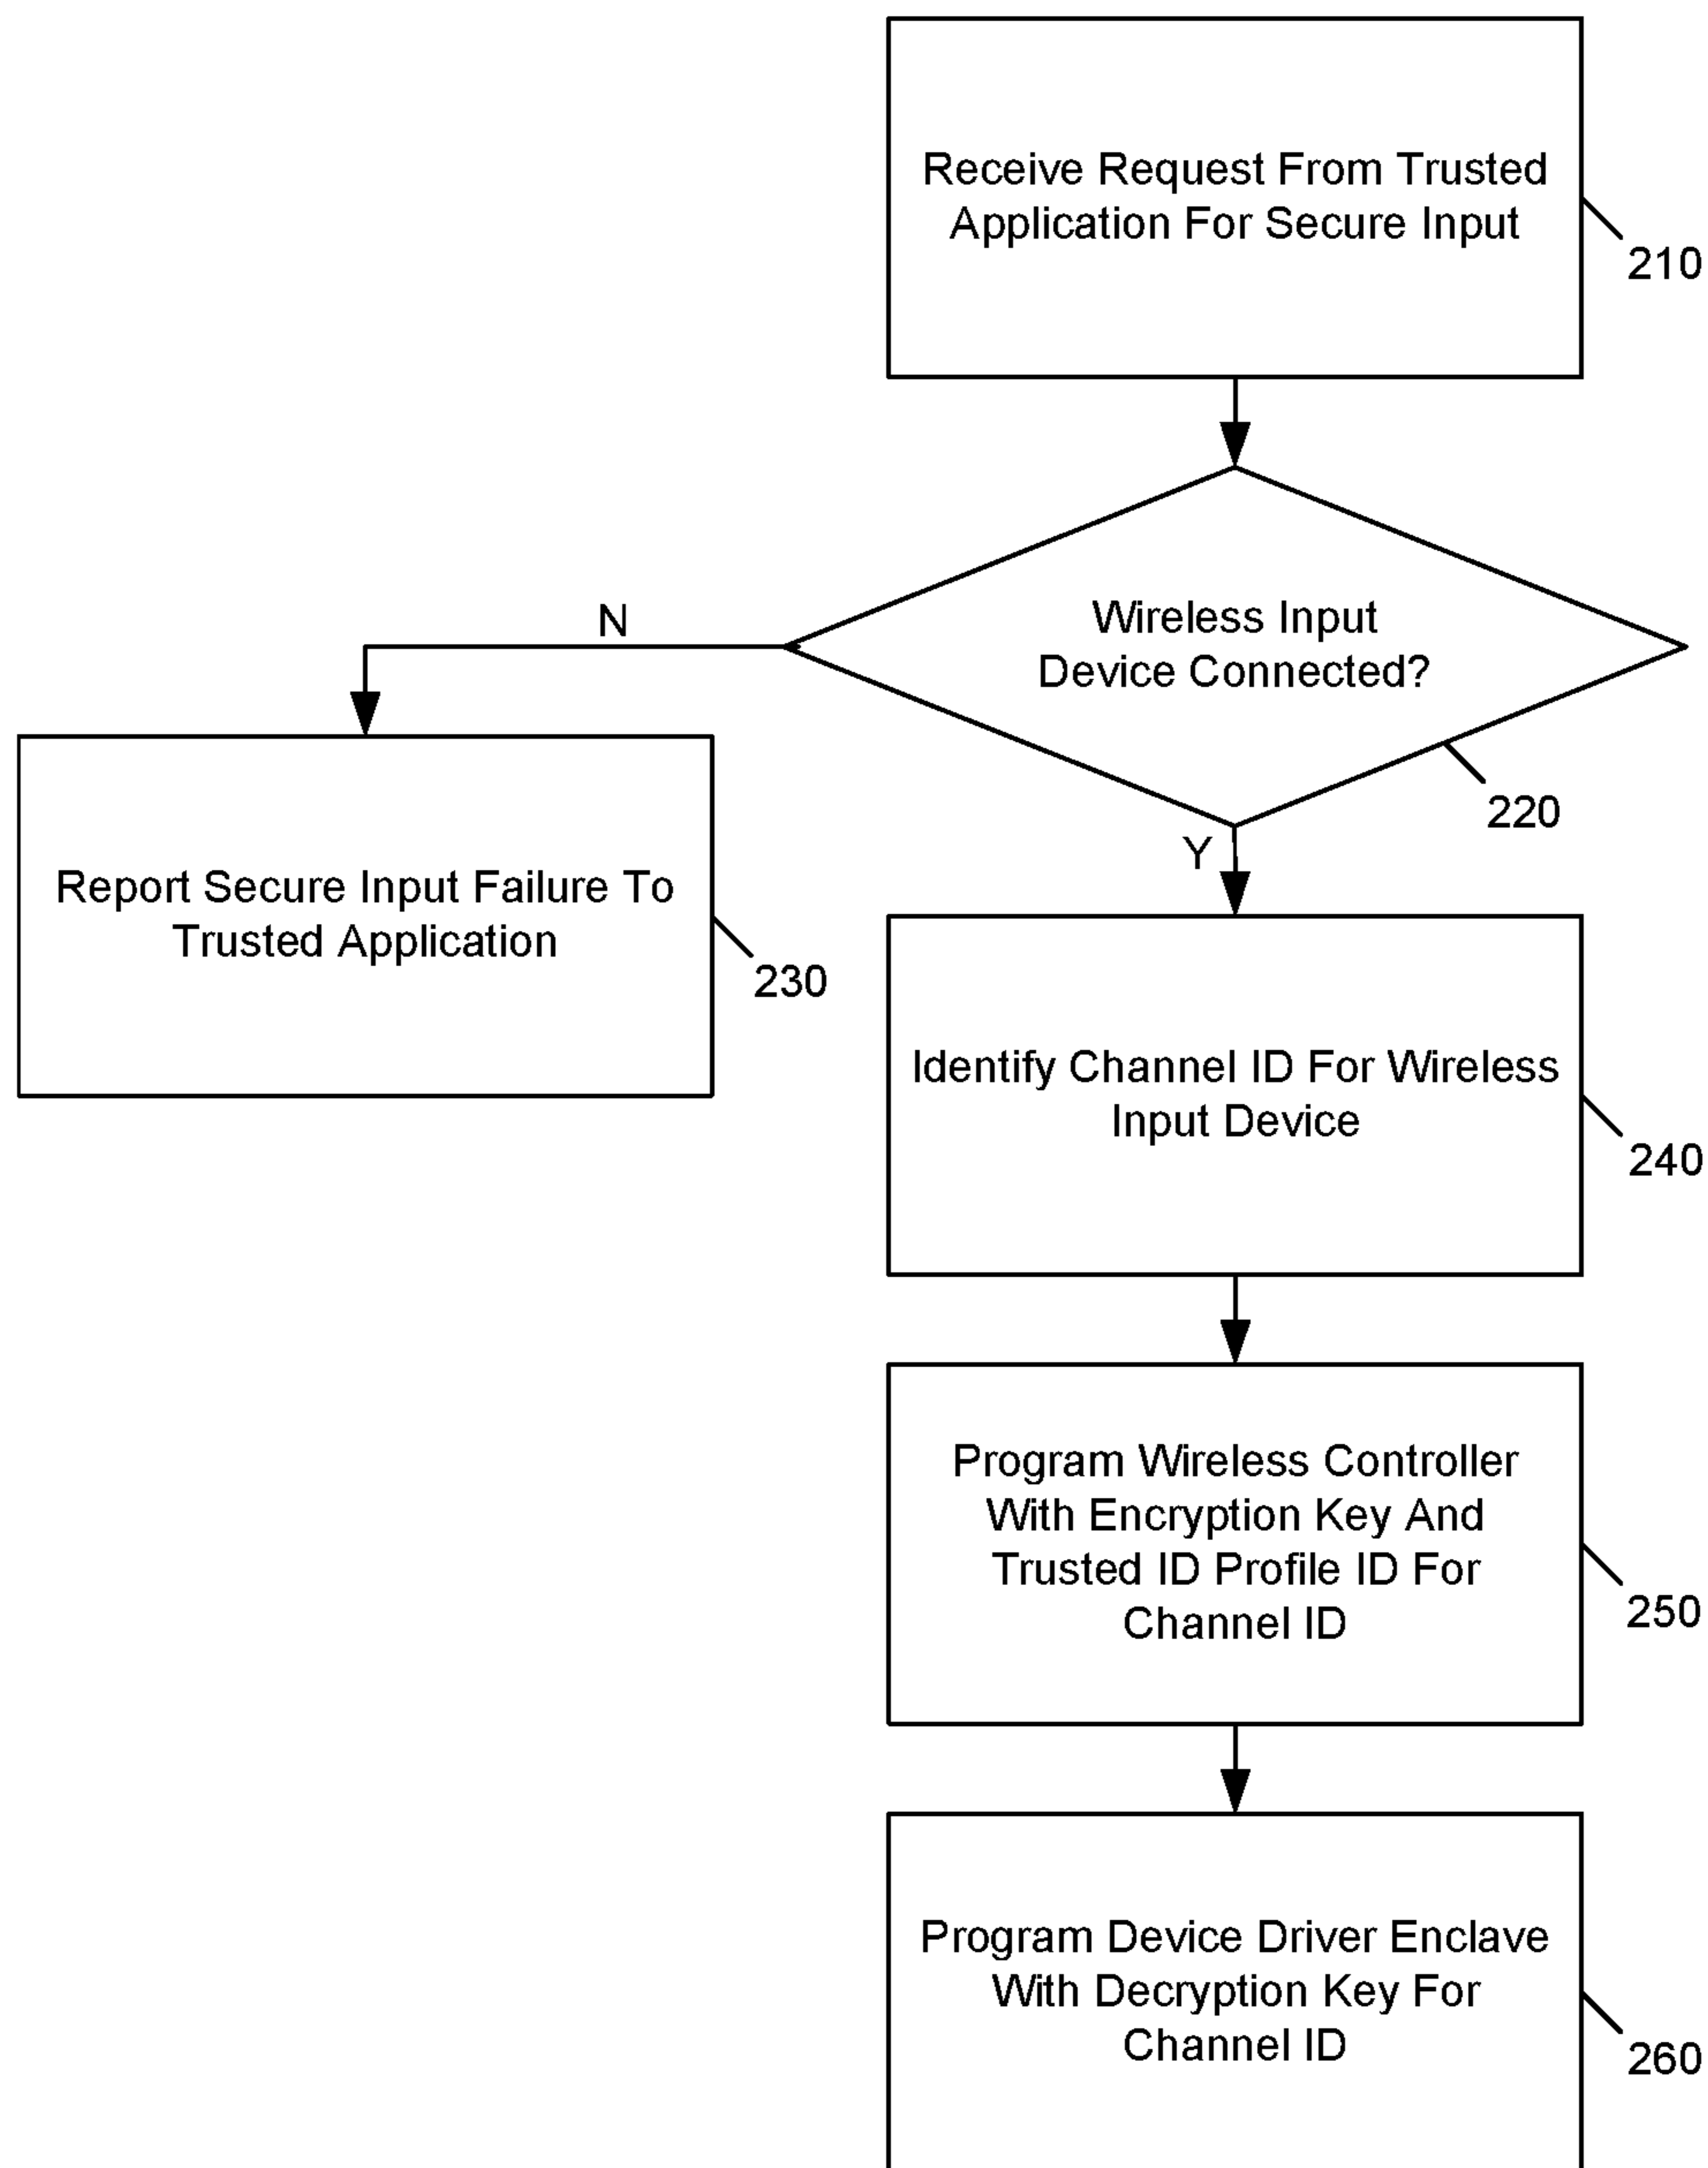 Receive Request From Trusted
Application For Secure Input
210
Wireless Input
Device Connected?
220
N
Y
Report Secure Input Failure To
Trusted Application
230
Identify Channel ID For Wireless
Input Device
240
Program Wireless Controller
With Encryption Key And
Trusted ID Profile ID For
Channel ID
250
Program Device Driver Enclave
With Decryption Key For
Channel ID
260